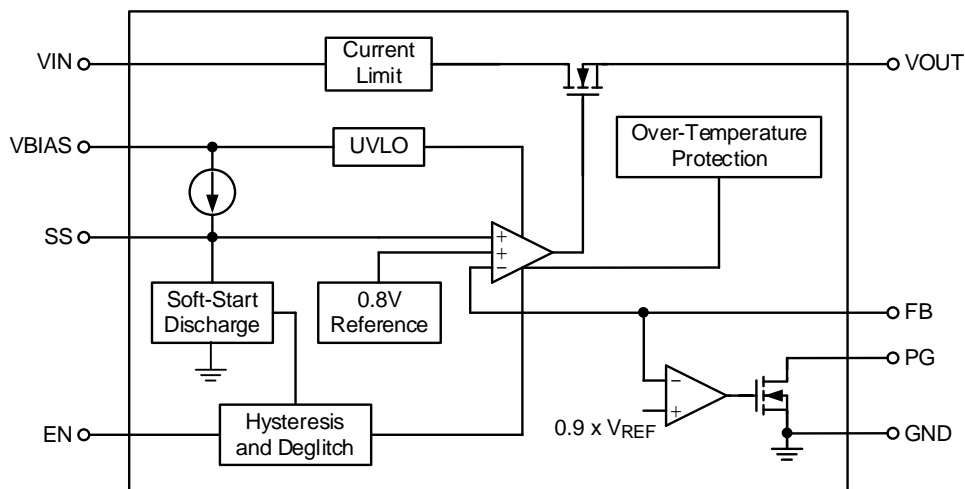 VIN
Current
Limit
VOUT
VBIAS
UVLO
Over-Temperature
Protection
SS
+
+
−
Soft-Start
Discharge
0.8V
Reference
FB
PG
−
+
0.9 x VREF
EN
Hysteresis
and Deglitch
GND